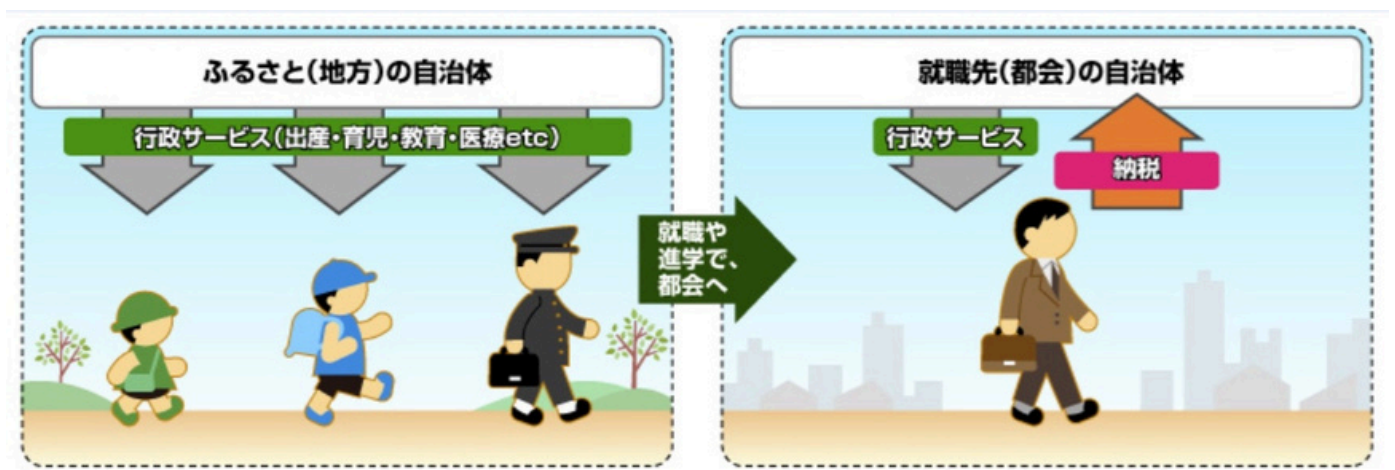 ふるさと(地方)の自治体
行政サービス(出産・育児・教育・医療etc)
就職や
進学で、
都会へ
就職先(都会)の自治体
行政サービス
納税